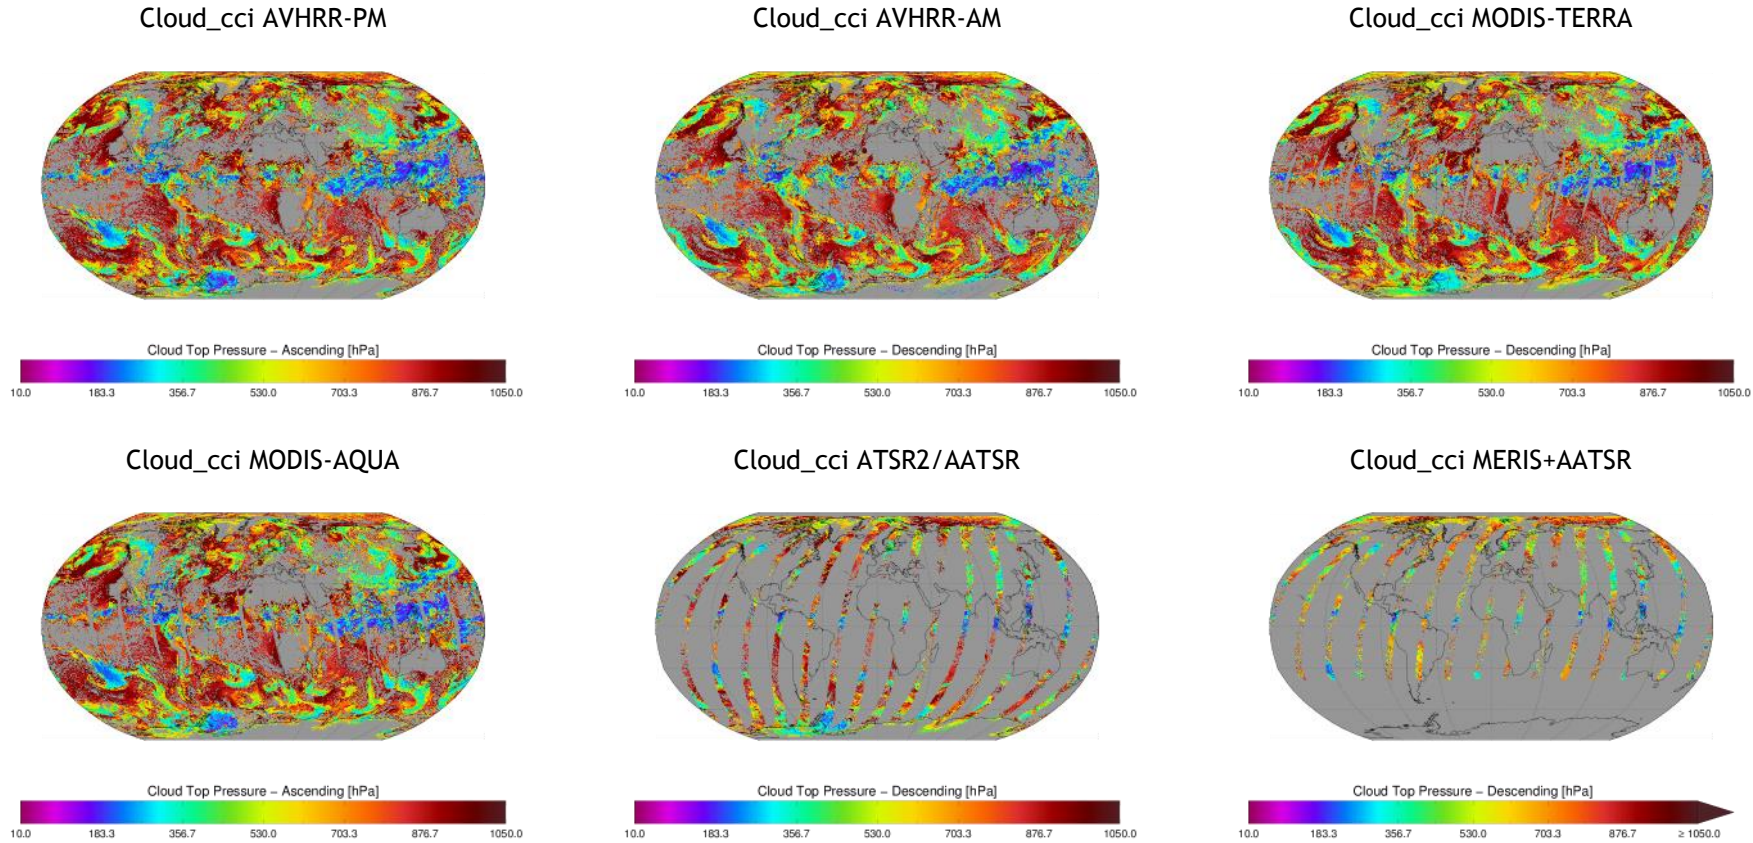 Cloud_cci AVHRR-PM
Cloud_cci AVHRR-AM
Cloud_cci MODIS-TERRA
Cloud Top Pressure – Ascending [hPa]
10.0 183.3 356.7 530.0 703.3 876.7 1050.0
Cloud Top Pressure – Descending [hPa]
10.0 183.3 356.7 530.0 703.3 876.7 1050.0
Cloud Top Pressure – Descending [hPa]
10.0 183.3 356.7 530.0 703.3 876.7 1050.0
Cloud_cci MODIS-AQUA
Cloud_cci ATSR2/AATSR
Cloud_cci MERIS+AATSR
Cloud Top Pressure – Ascending [hPa]
10.0 183.3 356.7 530.0 703.3 876.7 1050.0
Cloud Top Pressure – Descending [hPa]
10.0 183.3 356.7 530.0 703.3 876.7 1050.0
Cloud Top Pressure – Descending [hPa]
10.0 183.3 356.7 530.0 703.3 876.7 ≥ 1050.0